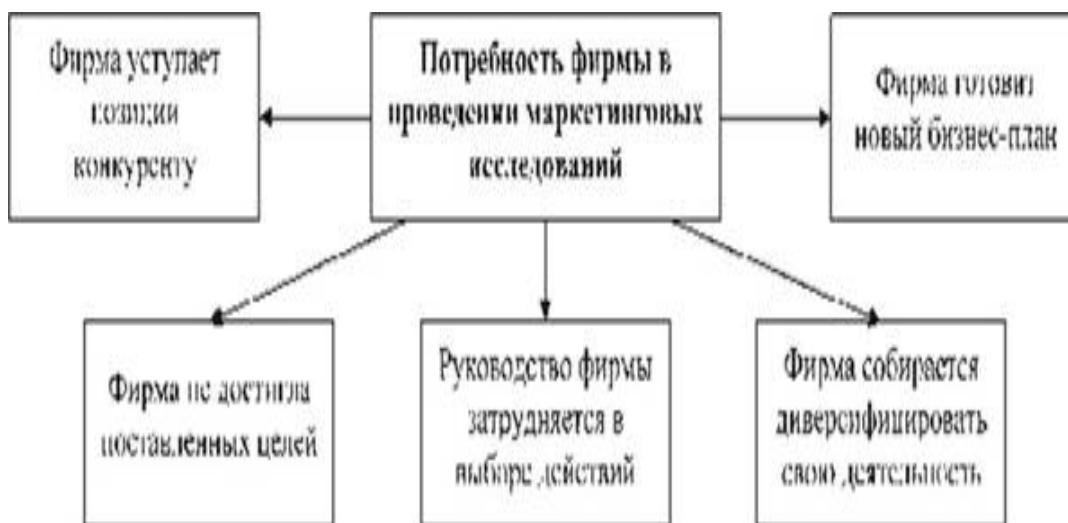 Фирма уступает
позиции
конкуренту
Потребность фирмы в
проведении маркетинговых
исследований
Фирма готовит
новый бизнес-план
Фирма не достигла
поставленных целей
Руководство фирмы
затрудняется в
выборе действий
Фирма собирается
диверсифицировать
свою деятельность